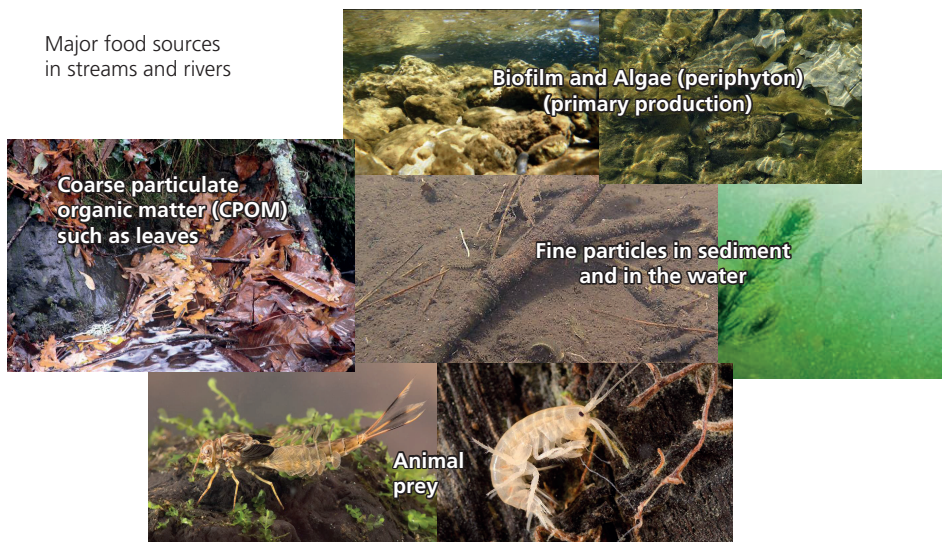 Major food sources
in streams and rivers
Biofilm and Algae (periphyton)
(primary production)
Coarse particulate
organic matter (CPOM)
such as leaves
Fine particles in sediment
and in the water
Animal
prey